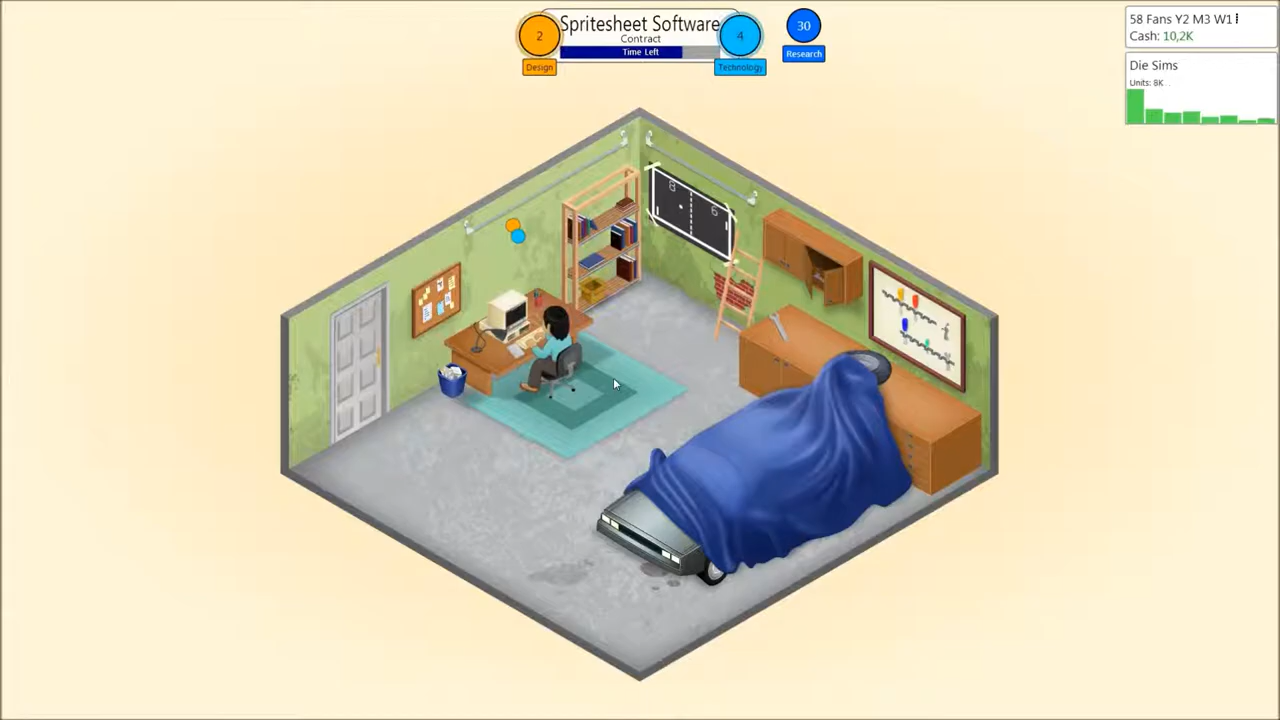 2
Spritesheet Software
4
30
Contract
Time Left
Design
Technology
Research
58 Fans Y2 M3 W1
Cash: 10,2K
Die Sims
Units: 8K